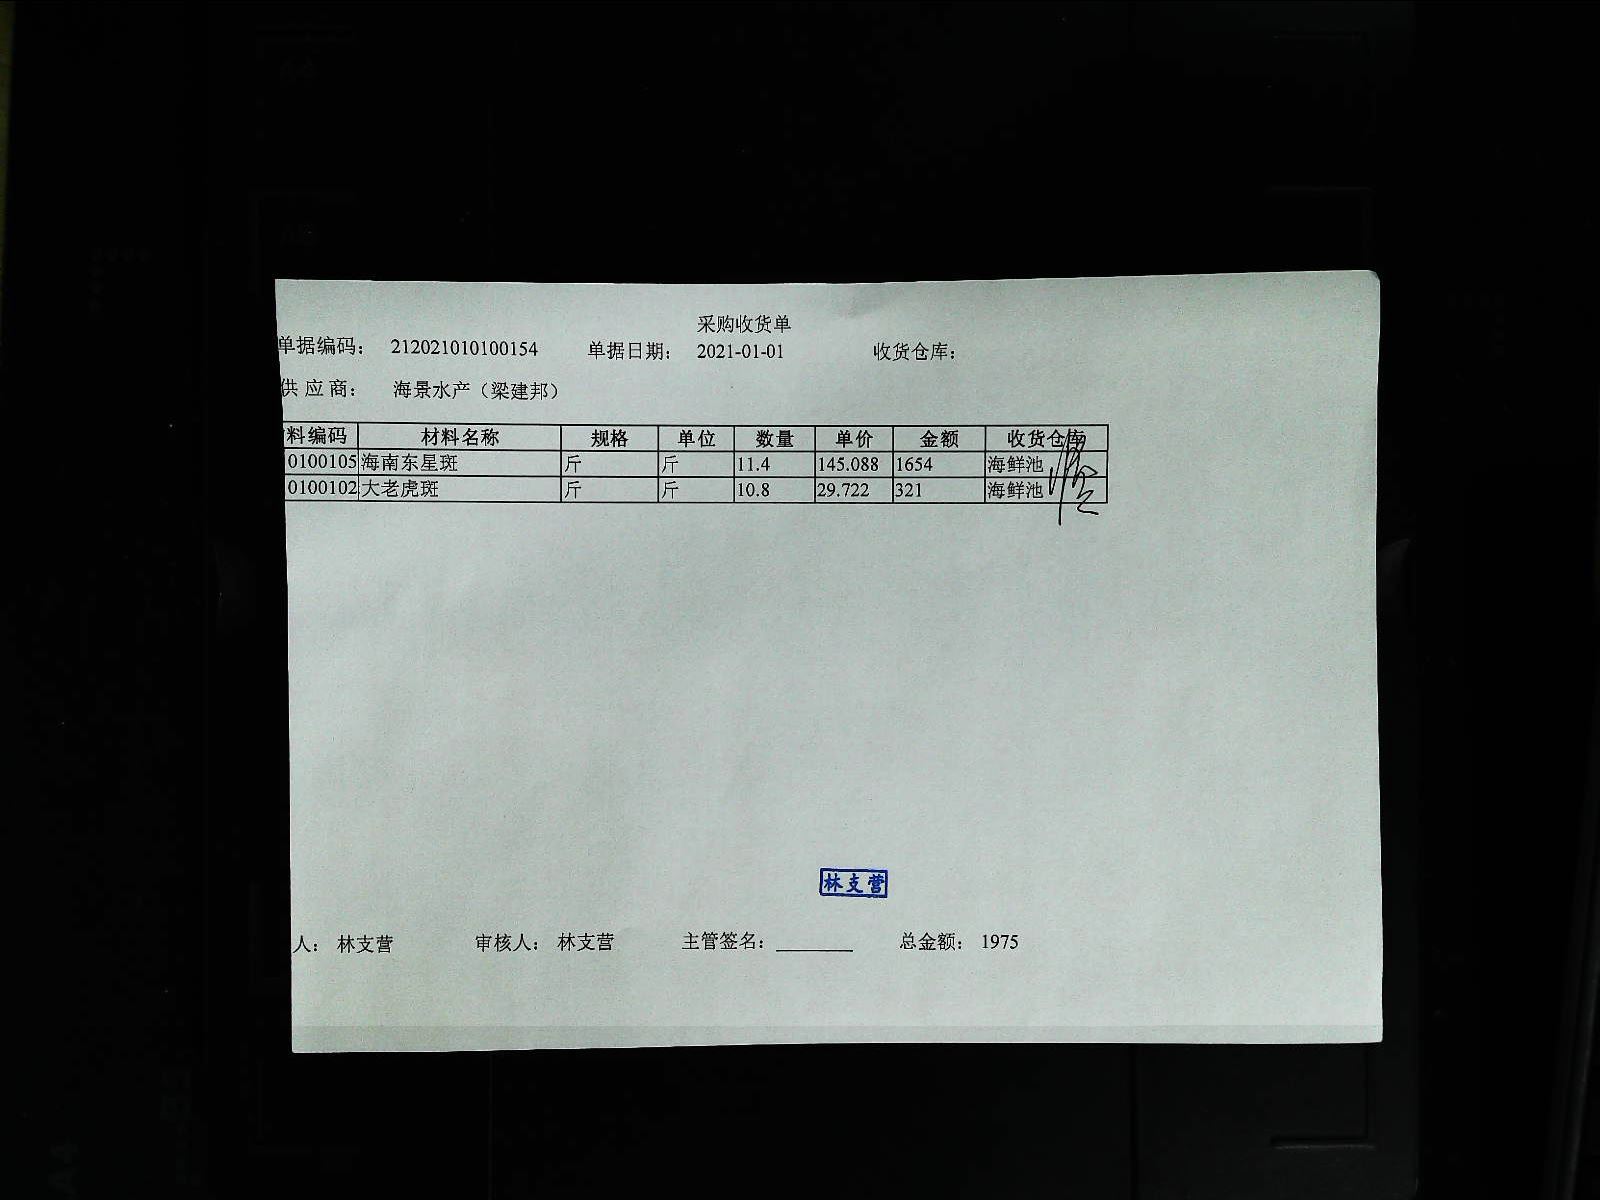 采购收货单
单据编码： 212021010100154 单据日期： 2021-01-01 收货仓库：
供 应 商： 海景水产（梁建邦）
料编码 材料名称 规格 单位 数量 单价 金额 收货仓库
0100105 海南东星斑 斤 斤 11.4 145.088 1654 海鲜池
0100102 大老虎斑 斤 斤 10.8 29.722 321 海鲜池
林支营
人： 林支营 审核人： 林支营 主管签名： 总金额： 1975